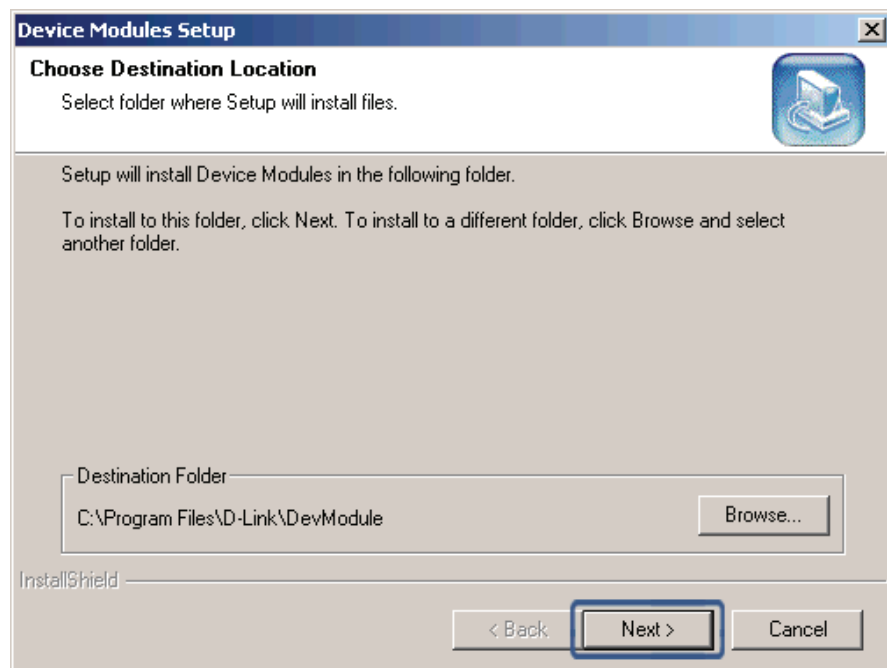 Device Modules Setup
Choose Destination Location
Select folder where Setup will install files.
Setup will install Device Modules in the following folder.
To install to this folder, click Next. To install to a different folder, click Browse and select
another folder.
Destination Folder
C:\Program Files\D-Link\DevModule
Browse...
InstallShield
< Back
Next >
Cancel